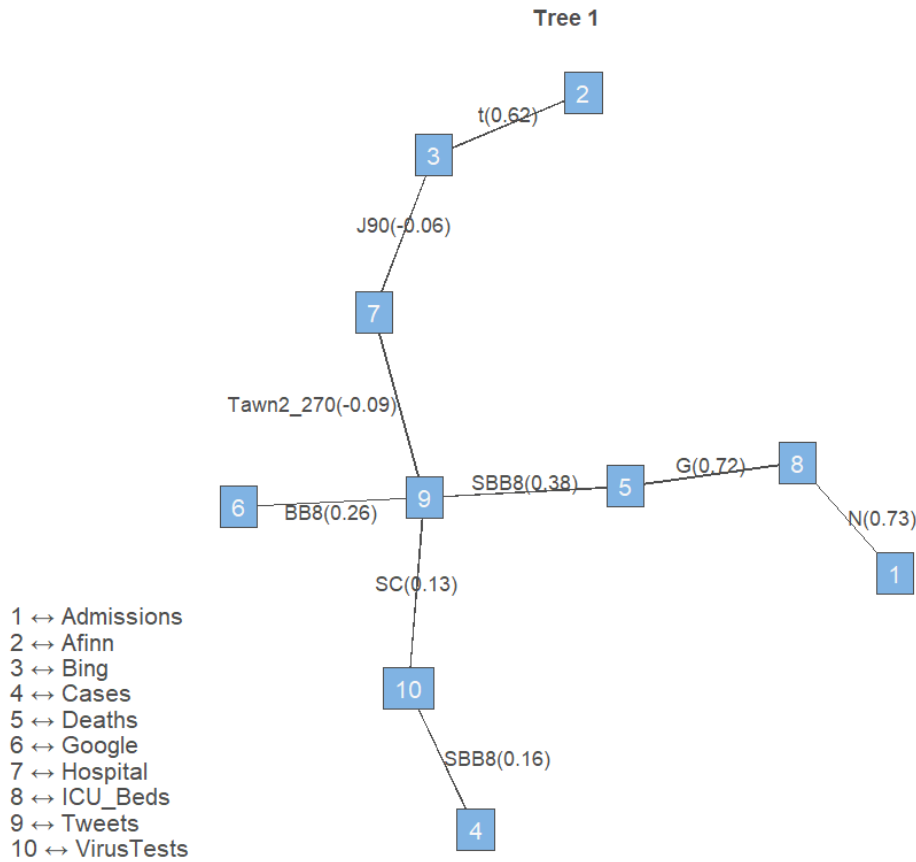 Tree 1
2
t(0.62)
3
J90(-0.06)
7
Tawn2_270(-0.09)
8
G(0.72)
SBB8(0.38)
5
9
6
BB8(0.26)
N(0.73)
1
SC(0.13)
10
SBB8(0.16)
4
1 ↔ Admissions
2 ↔ Afinn
3 ↔ Bing
4 ↔ Cases
5 ↔ Deaths
6 ↔ Google
7 ↔ Hospital
8 ↔ ICU_Beds
9 ↔ Tweets
10 ↔ VirusTests